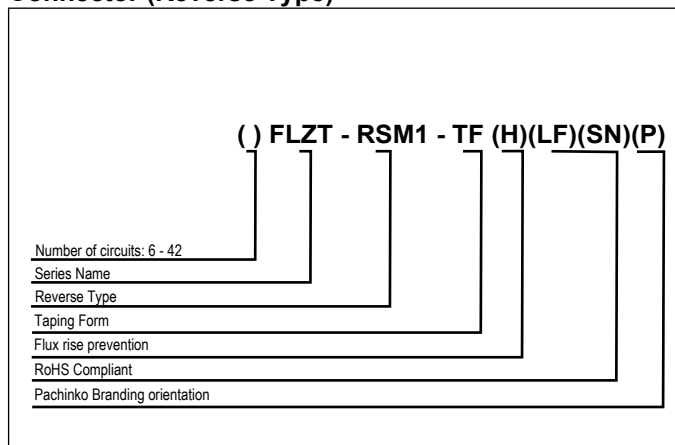 Connector (Reverse Type)
( ) FLZT - RSM1 - TF (H)(LF)(SN)(P)
Number of circuits: 6 - 42
Series Name
Reverse Type
Taping Form
Flux rise prevention
RoHS Compliant
Pachinko Branding orientation